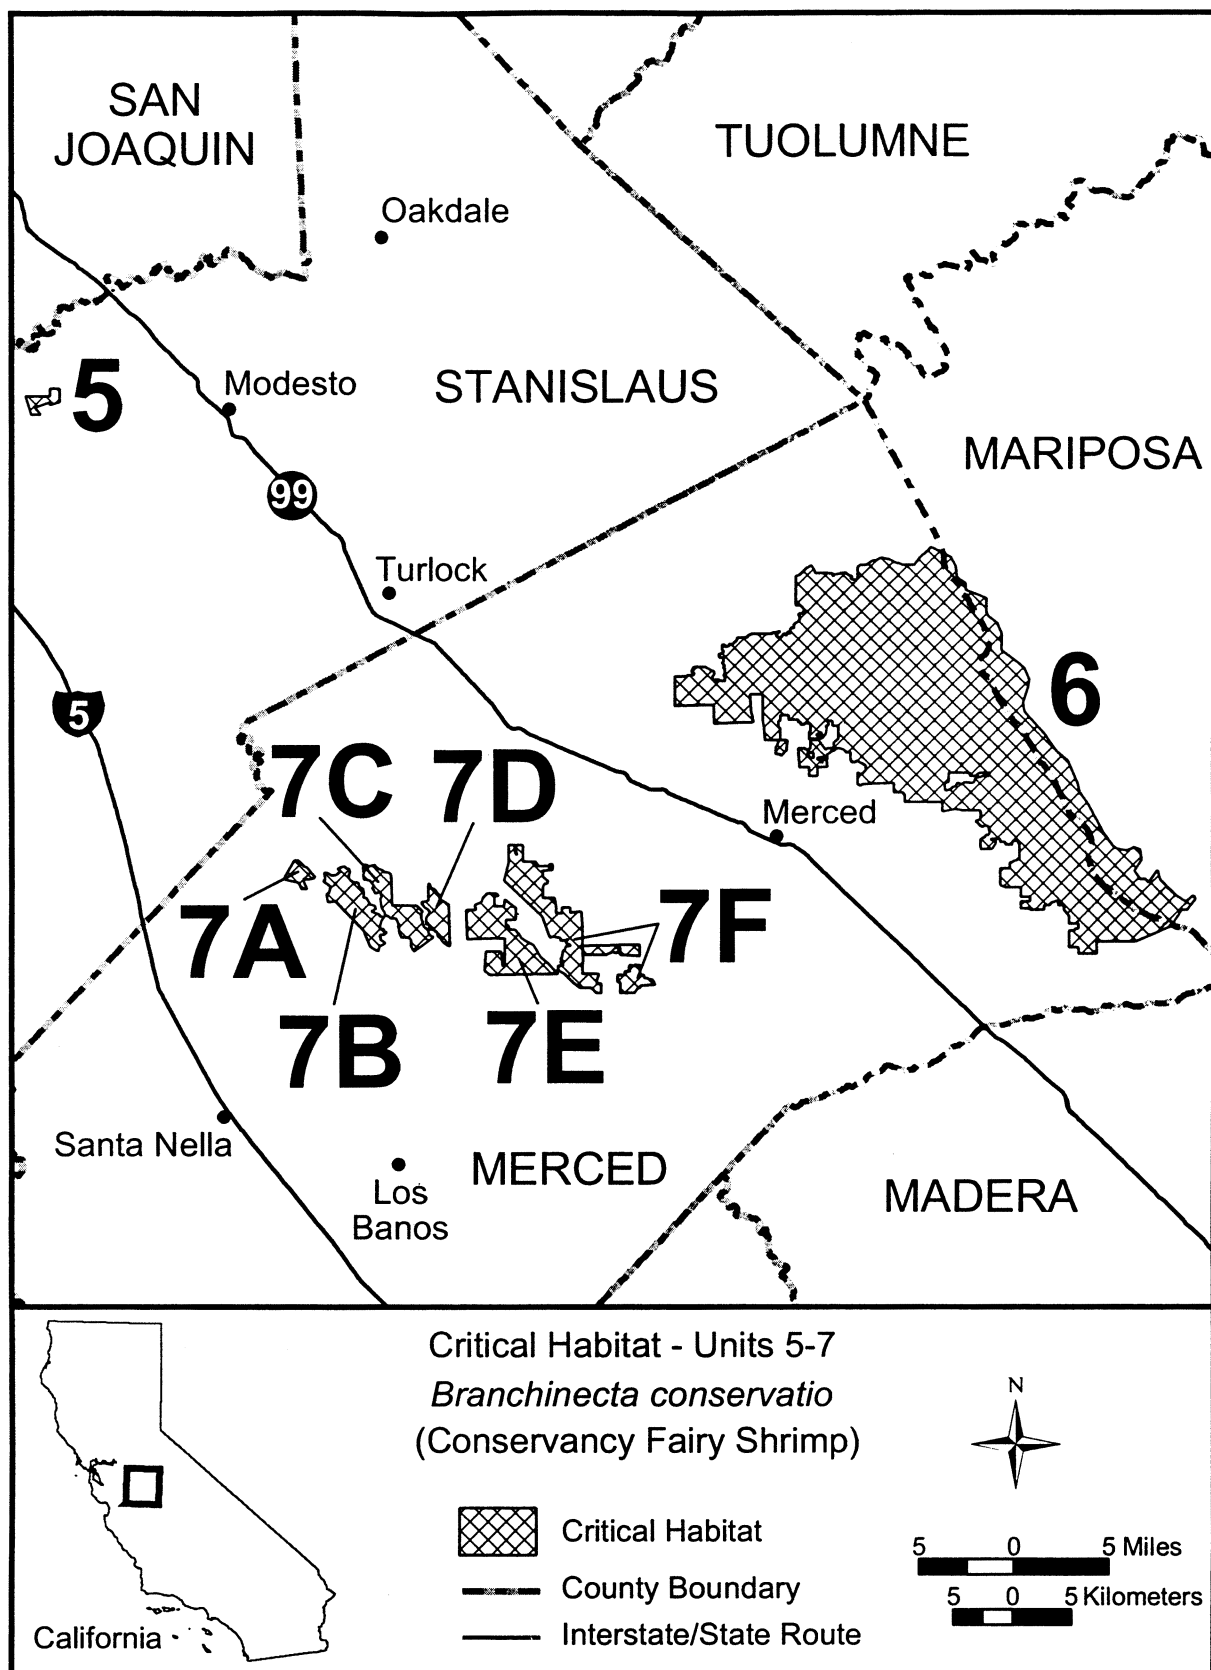 SAN
JOAQUIN
TUOLUMNE
Oakdale
5
Modesto
STANISLAUS
MARIPOSA
99
Turlock
6
5
7C
7D
Merced
7A
7F
7B
7E
Santa Nella
Los
Banos
MERCED
MADERA
Critical Habitat - Units 5-7
Branchinecta conservatio
(Conservancy Fairy Shrimp)
N
Critical Habitat
County Boundary
Interstate/State Route
5 0 5 Miles
5 0 5 Kilometers
California